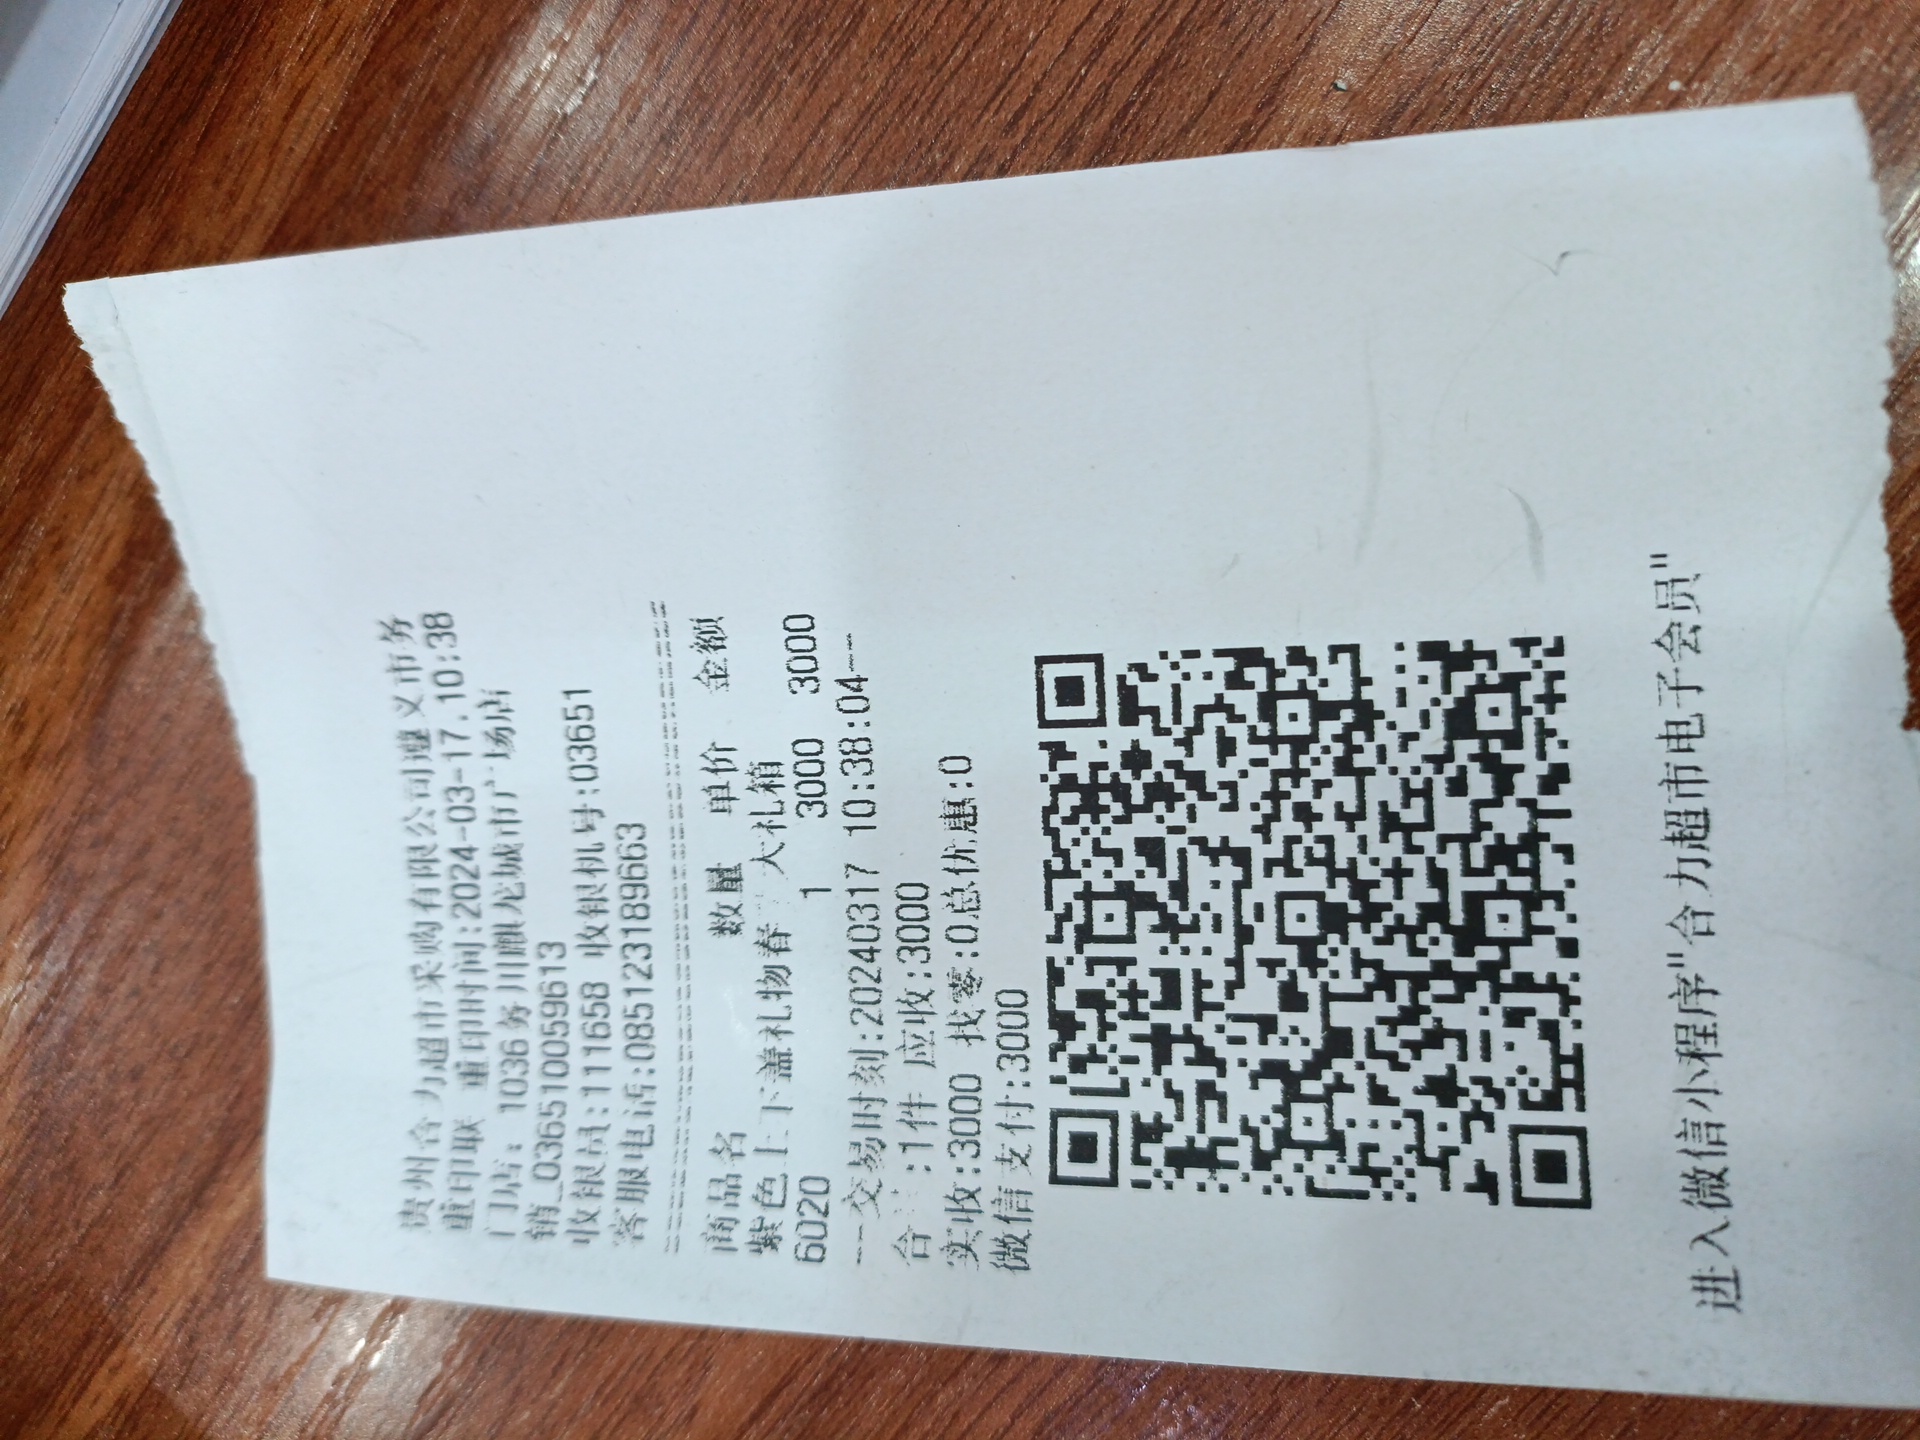 贵州合力超市采购有限公司遵义市务
重印联 重印时间:2024-03-17.10:38
门店: 1036务川麒龙城市广场店
销_036510059613
收银员:111658 收银机号:03651
客服电话:085123189663
商品名 数量 单价 金额
紫色上下盖礼物春 大礼箱
6020 1 3000 3000
--交易时刻:20240317 10:38:04--
合 :1件 应收:3000
实收:3000 找零:0总优惠:0
微信支付:3000
进入微信小程序"合力超市电子会员"